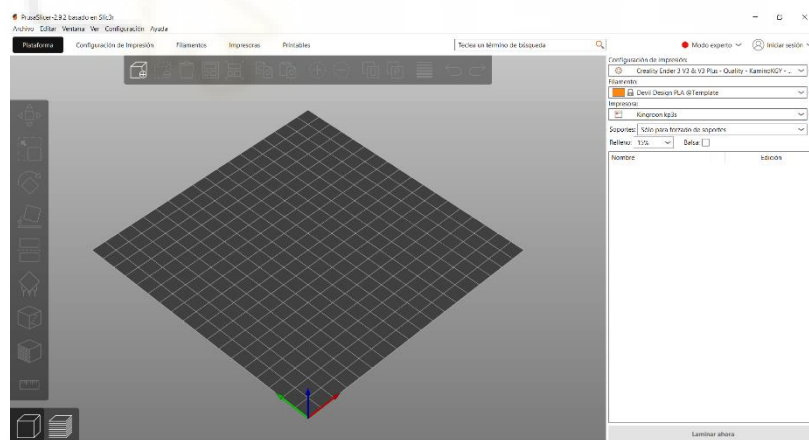 PrusaSlicer-2.9.2 basado en Slic3r
Archivo Editar Ventana Ver Configuración Ayuda
Plataforma Configuración de Impresión Filamentos Impresoras Printables Teclea un término de búsqueda Modo experto Iniciar sesión
Configuración de impresión:
Creality Ender 3 V3 & V3 Plus - Quality - KaminoKGY - ...
Filamento:
Devil Design PLA @Template
Impresora:
Kingroon kp3s
Soportes: Sólo para forzado de soportes
Relleno: 15% Balsa:
Nombre Edición
Laminar ahora